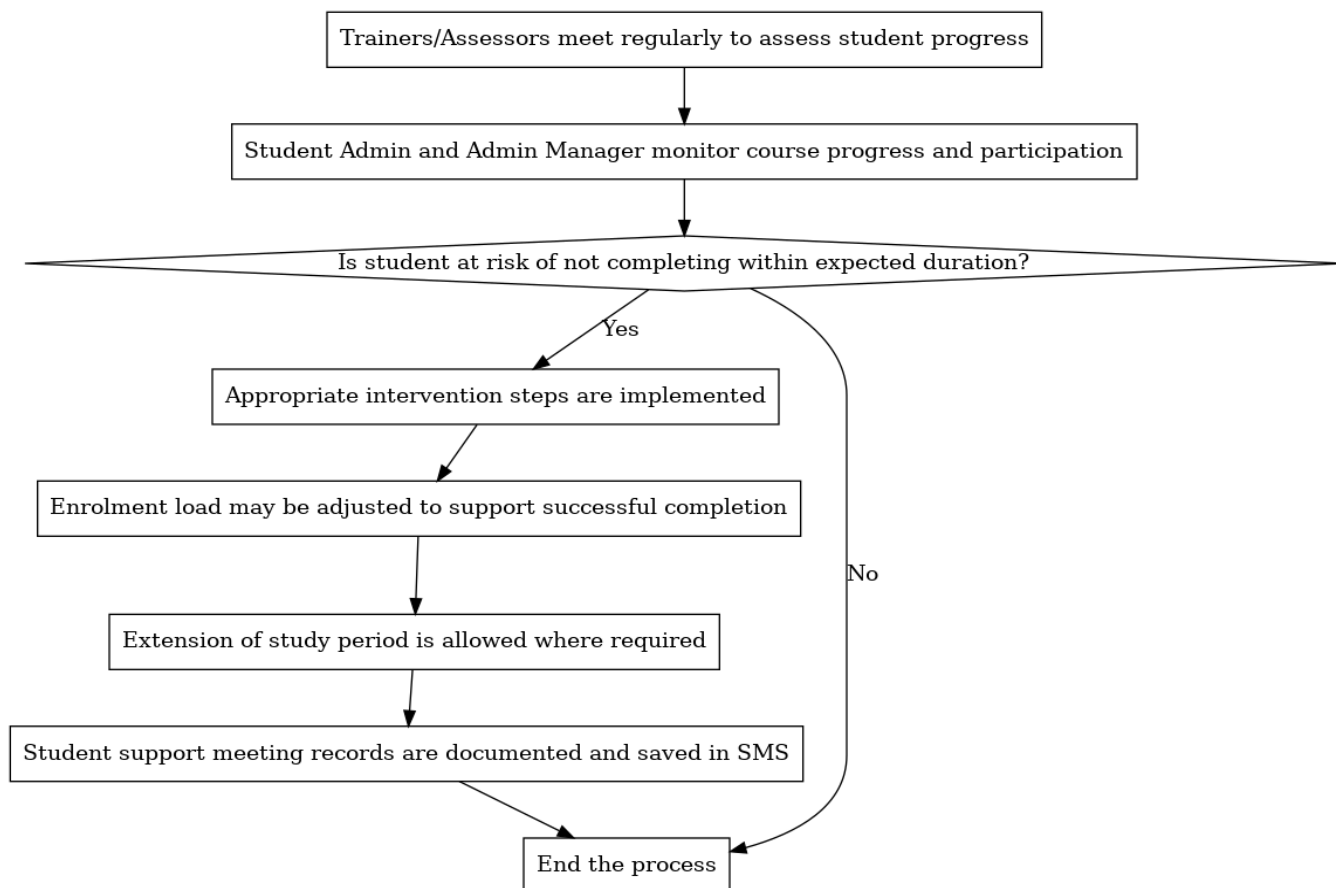 Trainers/Assessors meet regularly to assess student progress
Student Admin and Admin Manager monitor course progress and participation
Is student at risk of not completing within expected duration?
Yes
Appropriate intervention steps are implemented
Enrolment load may be adjusted to support successful completion
No
Extension of study period is allowed where required
Student support meeting records are documented and saved in SMS
End the process